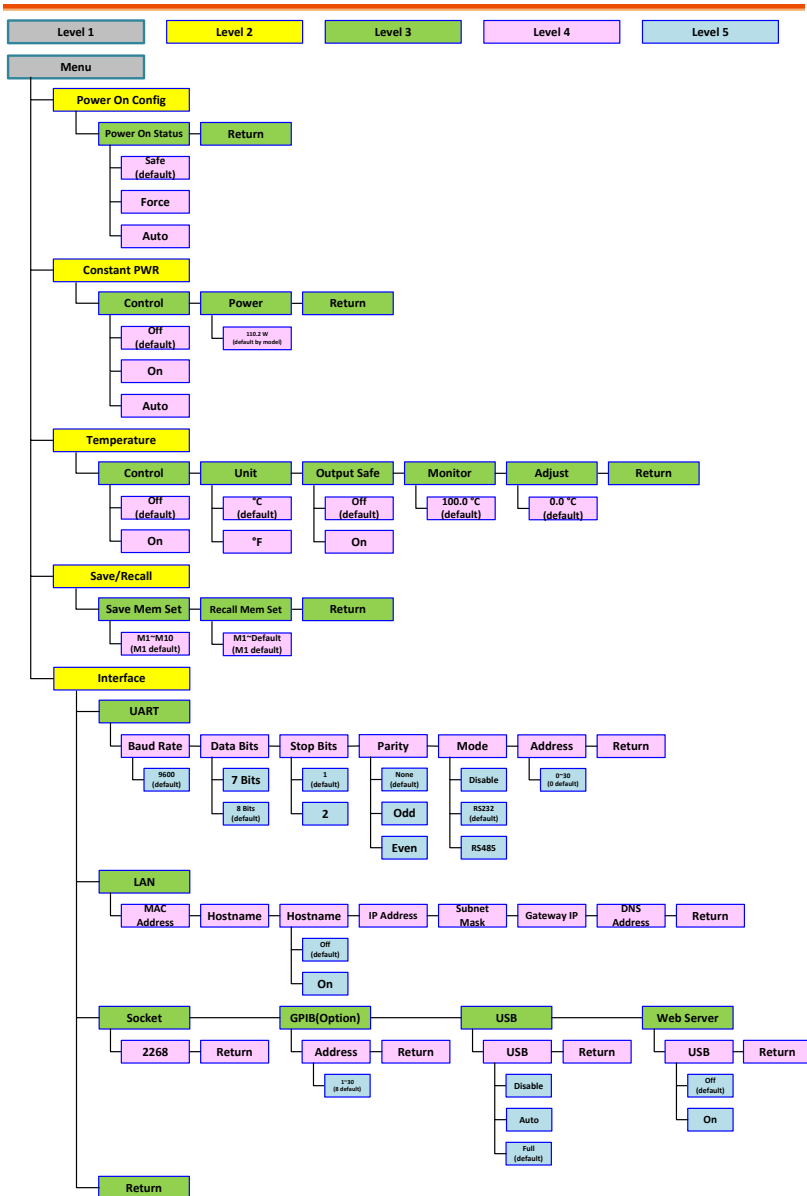 Level 1 Level 2 Level 3 Level 4 Level 5
Menu
Power On Config
Power On Status Return
Safe
(default)
Force
Auto
Constant PWR
Control Power Return
Off
(default)
110.2 W
(default by model)
On
Auto
Temperature
Control Unit Output Safe Monitor Adjust Return
Off
(default)
°C
(default)
Off
(default)
100.0 °C
(default)
0.0 °C
(default)
On °F On
Save/Recall
Save Mem Set Recall Mem Set Return
M1~M10
(M1 default)
M1~Default
(M1 default)
Interface
UART
Baud Rate Data Bits Stop Bits Parity Mode Address Return
9600
(default)
7 Bits
1
(default)
None
(default)
Disable
0~30
(0 default)
8 Bits
(default)
2
Odd
RS232
(default)
Even
RS485
LAN
MAC
Address
Hostname
Hostname
IP Address
Subnet
Mask
Gateway IP
DNS
Address
Return
Off
(default)
On
Socket GPIB(Option) USB Web Server
2268 Return Address Return USB Return USB Return
1~30
(8 default)
Disable
Off
(default)
Auto
On
Full
(default)
Return